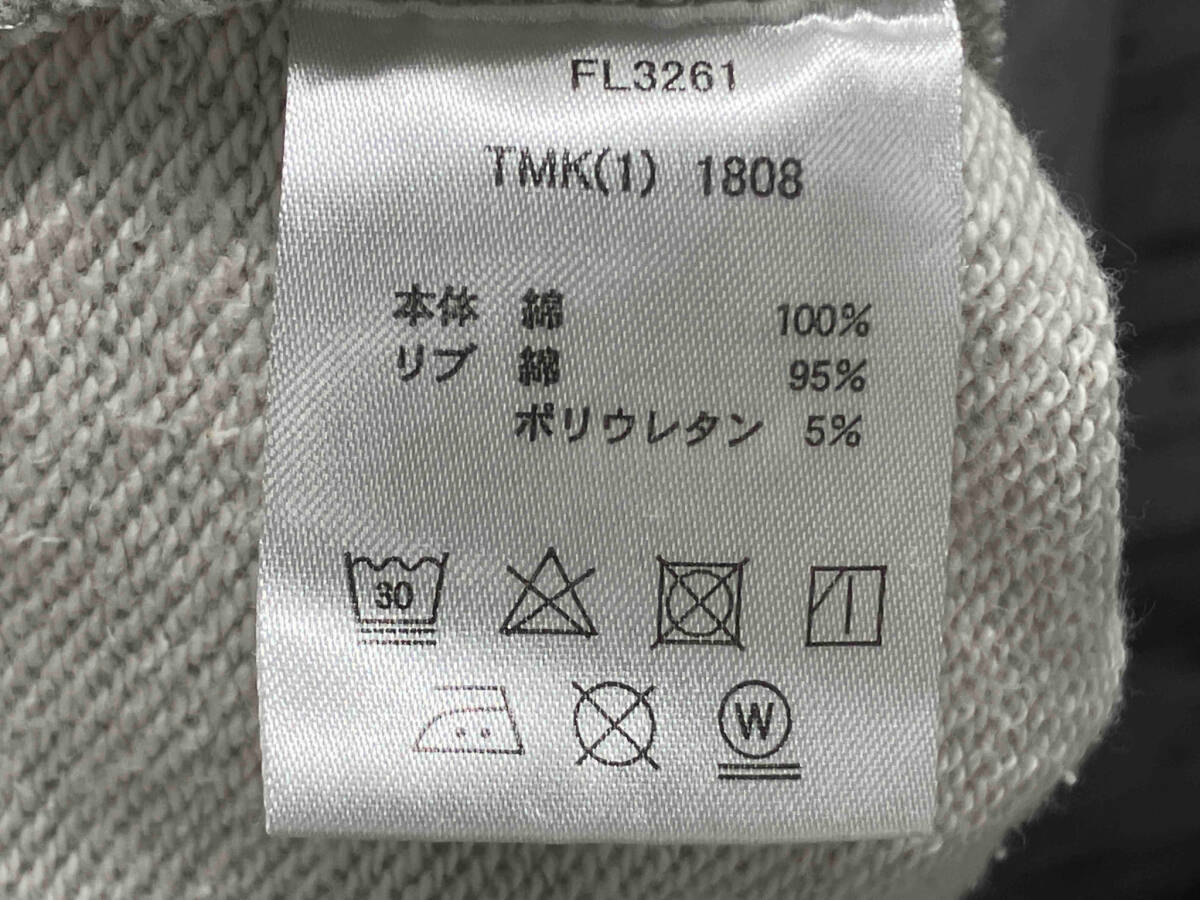 FL3261
TMK(1) 1808
本体 綿 100%
リブ 綿 95%
ポリウレタン 5%
30
W